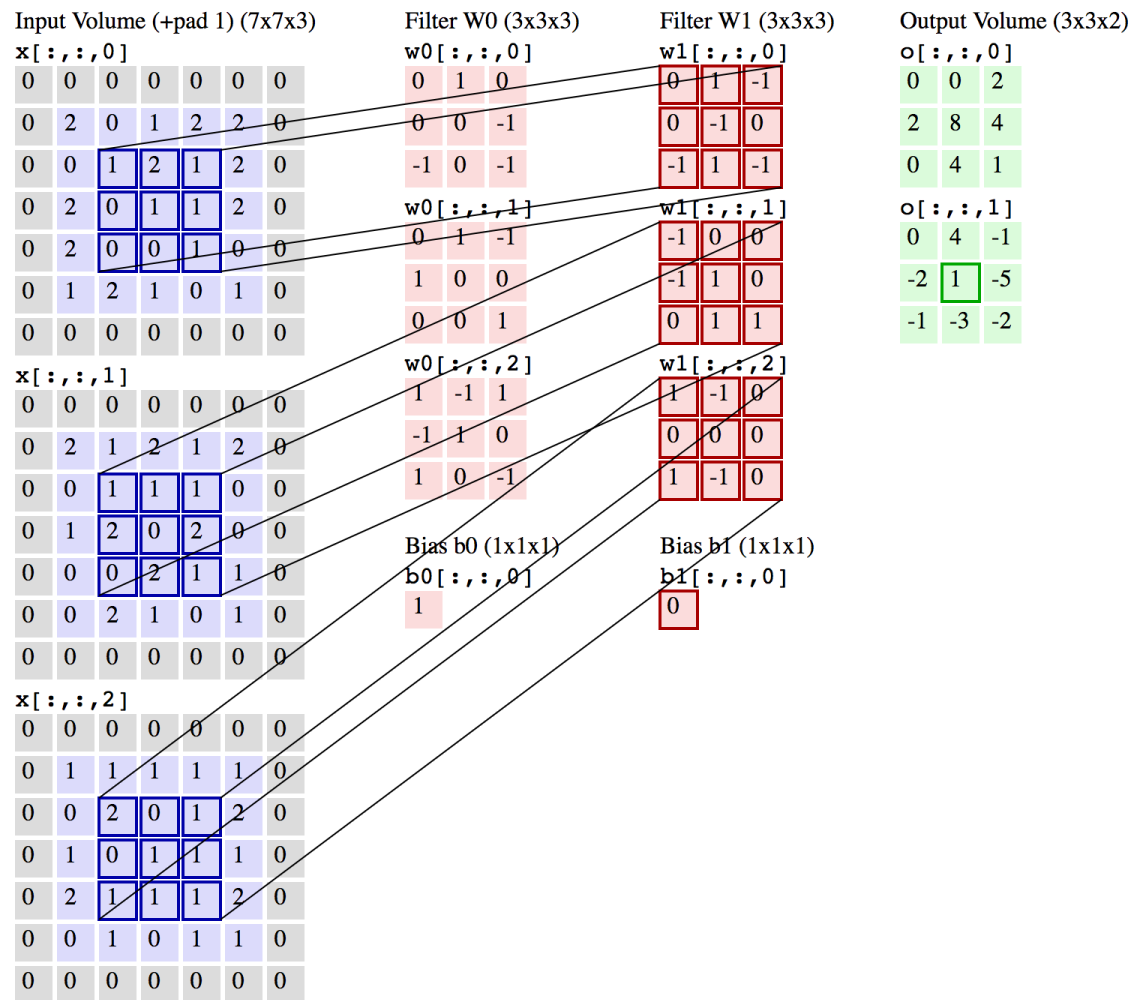 Input Volume (+pad 1) (7x7x3)
x[:,:,0]
0 0 0 0 0 0 0
0 2 0 1 2 2 0
0 0 1 2 1 2 0
0 2 0 1 1 2 0
0 2 0 0 1 0 0
0 1 2 1 0 1 0
0 0 0 0 0 0 0
x[:,:,1]
0 0 0 0 0 0 0
0 2 1 2 1 2 0
0 0 1 1 1 0 0
0 1 2 0 2 0 0
0 0 0 2 1 1 0
0 0 2 1 0 1 0
0 0 0 0 0 0 0
x[:,:,2]
0 0 0 0 0 0 0
0 1 1 1 1 1 0
0 0 2 0 1 2 0
0 1 0 1 1 1 0
0 2 1 1 1 2 0
0 0 1 0 1 1 0
0 0 0 0 0 0 0
Filter W0 (3x3x3)
w0[:,:,0]
0 1 0
0 0 -1
-1 0 -1
w0[:,:,1]
0 1 -1
1 0 0
0 0 1
w0[:,:,2]
1 -1 1
-1 1 0
1 0 -1
Bias b0 (1x1x1)
b0[:,:,0]
1
Filter W1 (3x3x3)
w1[:,:,0]
0 1 -1
0 -1 0
-1 1 -1
w1[:,:,1]
-1 0 0
-1 1 0
0 1 1
w1[:,:,2]
1 -1 0
0 0 0
1 -1 0
Bias b1 (1x1x1)
b1[:,:,0]
0
Output Volume (3x3x2)
o[:,:,0]
0 0 2
2 8 4
0 4 1
o[:,:,1]
0 4 -1
-2 1 -5
-1 -3 -2